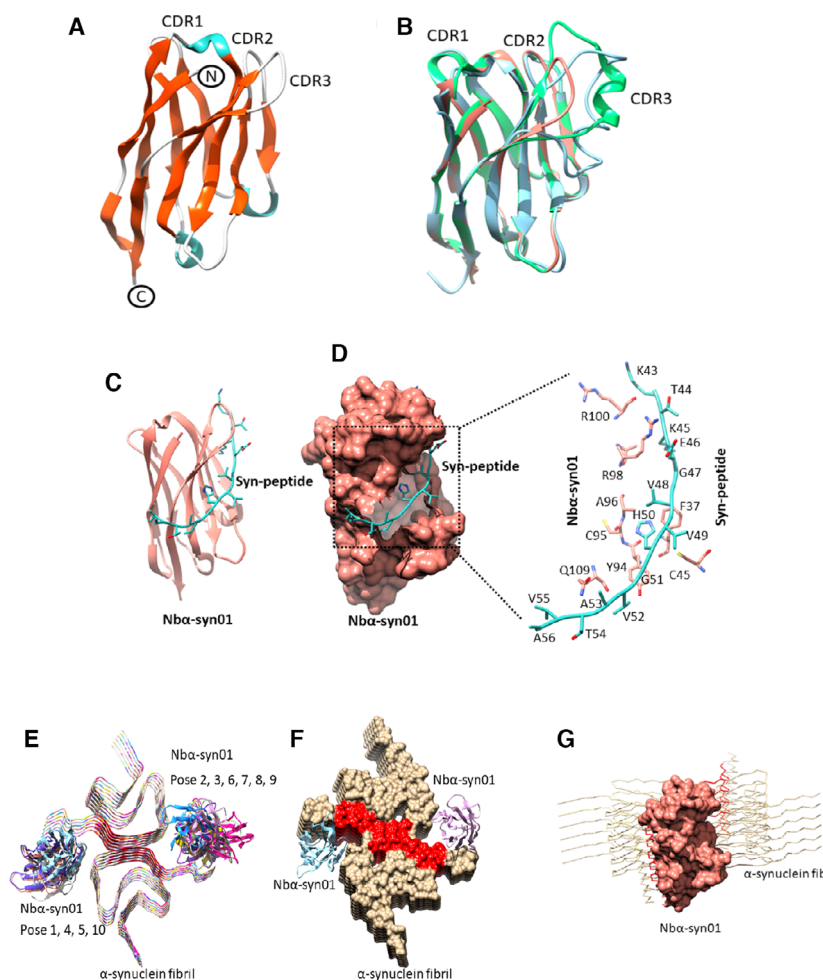 A
CDR1
CDR2
N
CDR3
C
B
CDR1
CDR2
CDR3
C
Syn-peptide
Nbα-syn01
D
Syn-peptide
Nbα-syn01
K43
T44
R100
K45
E46
R98
G47
Nbα-syn01
Syn-peptide
V48
A96
F37
H50
C95
V49
Y94
Q109
G51
C45
V55
A53
V52
A56
T54
E
Nbα-syn01
Pose 2, 3, 6, 7, 8, 9
Nbα-syn01
Pose 1, 4, 5, 10
α-synuclein fibril
F
Nbα-syn01
Nbα-syn01
α-synuclein fibril
G
α-synuclein fib
Nbα-syn01